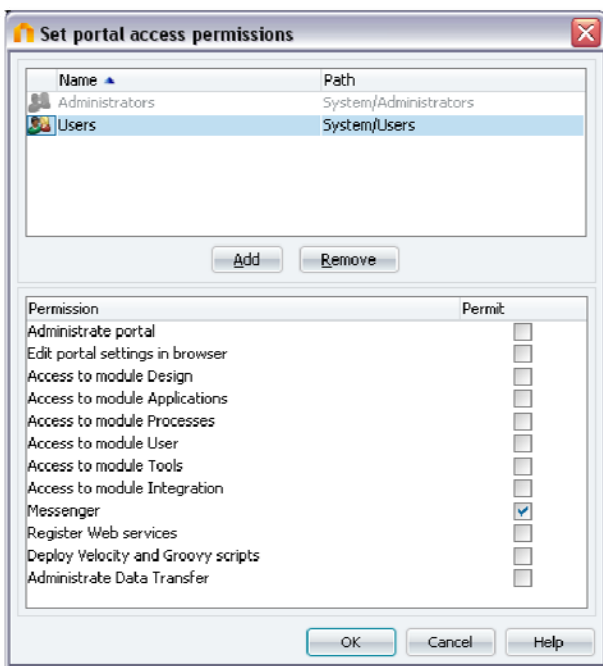 Set portal access permissions
Name Path
Administrators System/Administrators
Users System/Users
Add Remove
Permission Permit
Administrate portal
Edit portal settings in browser
Access to module Design
Access to module Applications
Access to module Processes
Access to module User
Access to module Tools
Access to module Integration
Messenger
Register Web services
Deploy Velocity and Groovy scripts
Administrate Data Transfer
OK Cancel Help